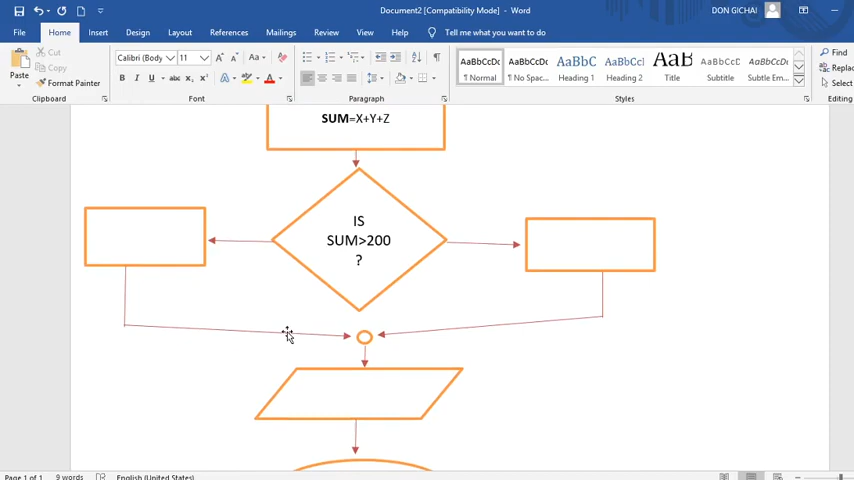 Document2 [Compatibility Mode] - Word
DON GICHAI
File Home Insert Design Layout References Mailings Review View Help Tell me what you want to do
Paste
Cut
Copy
Format Painter
Clipboard
Calibri (Body 11
Font
Paragraph
AaBbCcDc AaBbCcDc AaBbCc AaBbCcI AaB AaBbCcD AaBbCcDc
¶ Normal ¶ No Spac... Heading 1 Heading 2 Title Subtitle Subtle Em...
Styles
Find
Replac
Select
Editing
SUM=X+Y+Z
IS
SUM>200
?
Page 1 of 1 9 words English (United States)